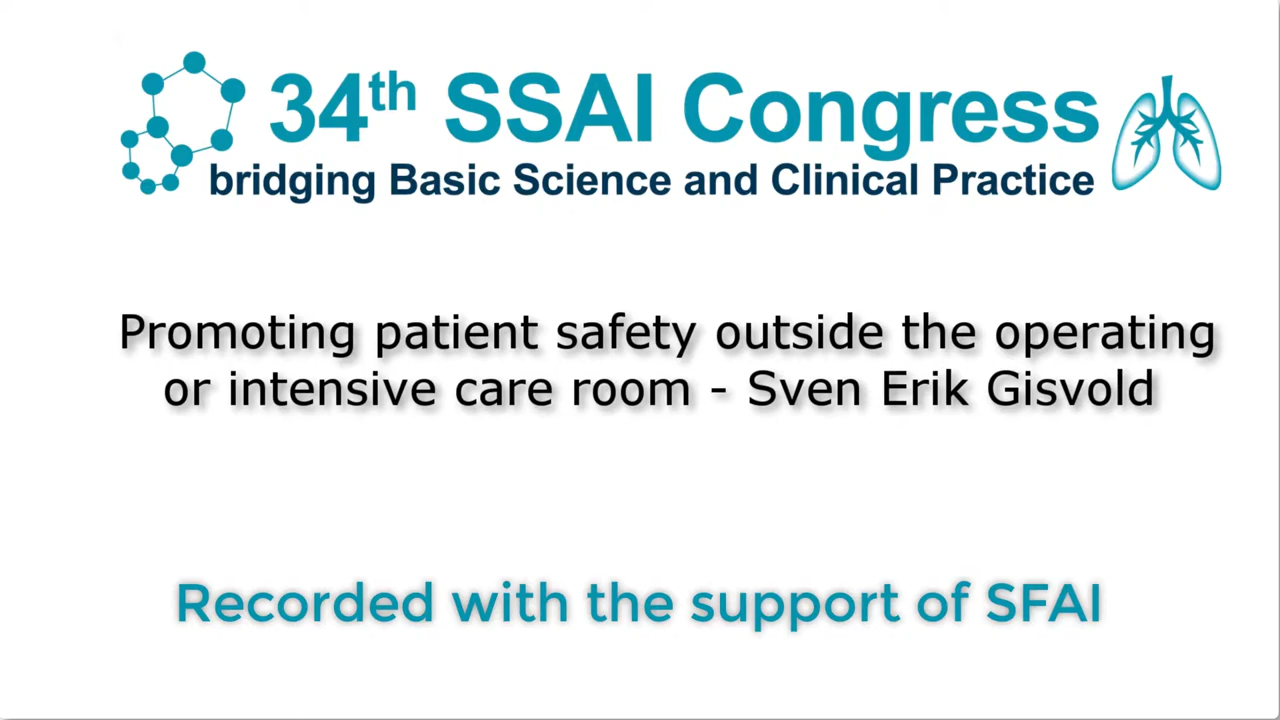 34th SSAI Congress
bridging Basic Science and Clinical Practice
Promoting patient safety outside the operating
or intensive care room - Sven Erik Gisvold
Recorded with the support of SFAI